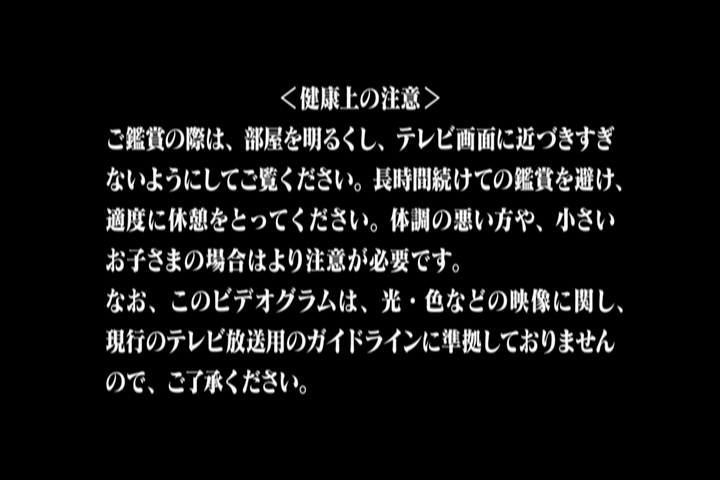 ＜健康上の注意＞
ご鑑賞の際は、部屋を明るくし、テレビ画面に近づきすぎ
ないようにしてご覧ください。長時間続けての鑑賞を避け、
適度に休憩をとってください。体調の悪い方や、小さい
お子さまの場合はより注意が必要です。
なお、このビデオグラムは、光・色などの映像に関し、
現行のテレビ放送用のガイドラインに準拠しておりません
ので、ご了承ください。